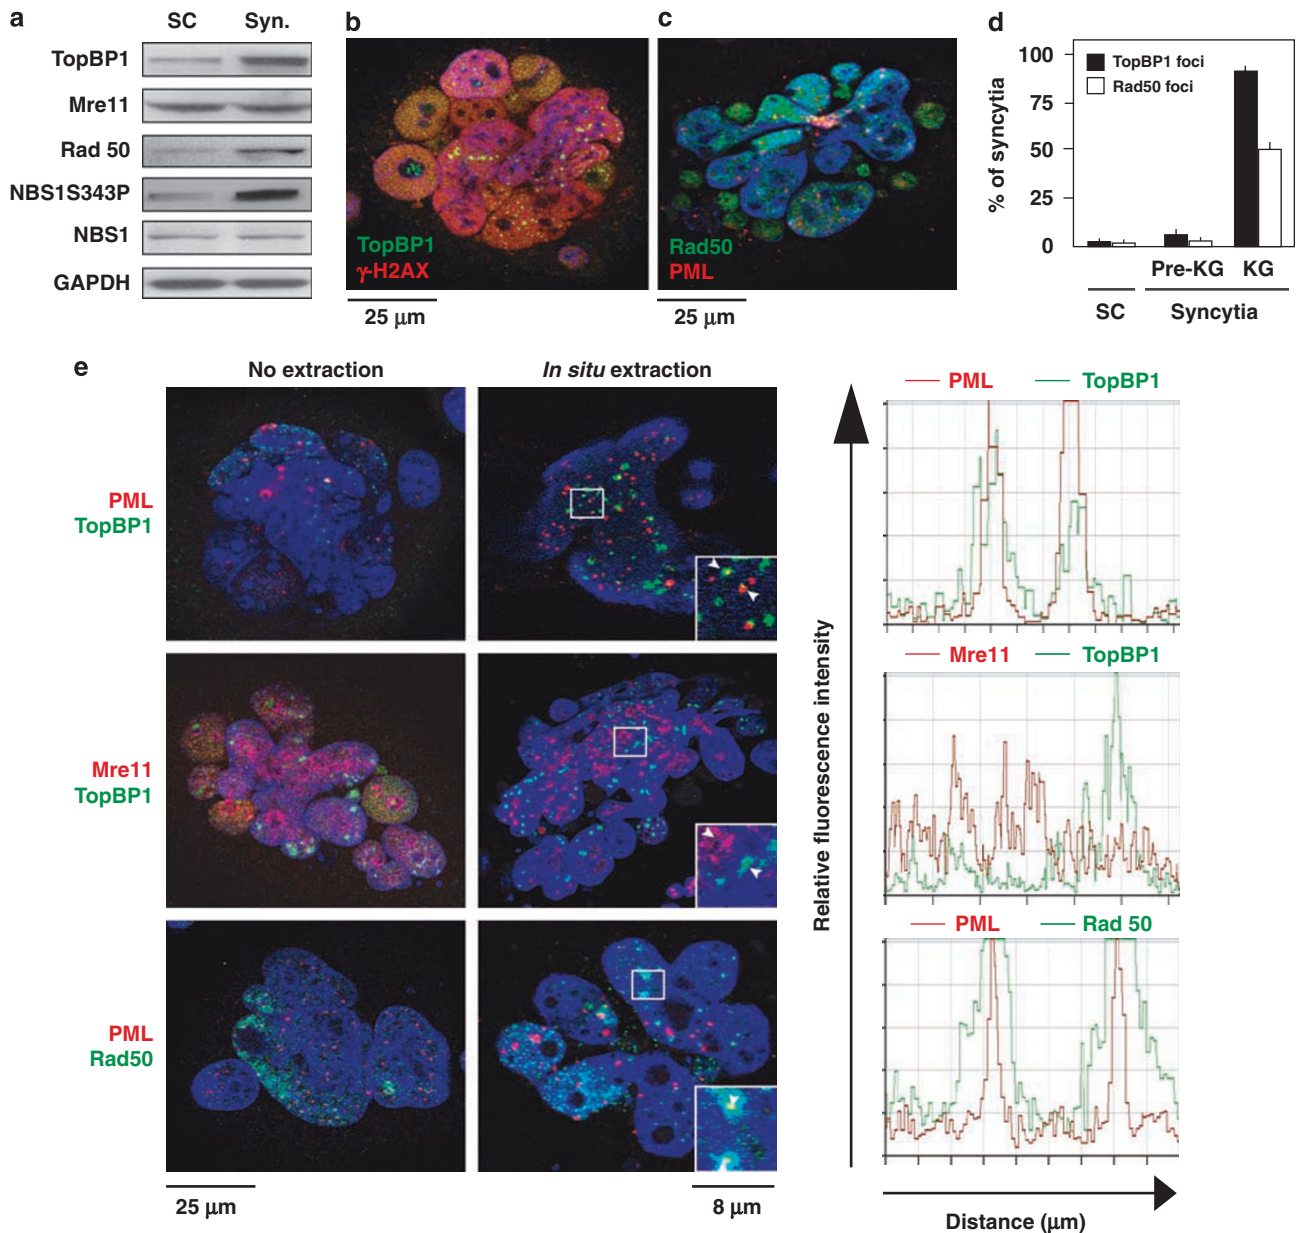 a
SC Syn.
TopBP1
Mre11
Rad 50
NBS1S343P
NBS1
GAPDH
b
TopBP1
γ-H2AX
25 μm
c
Rad50
PML
25 μm
d
% of syncytia
100
75
50
25
0
TopBP1 foci
Rad50 foci
Pre-KG KG
SC Syncytia
e
No extraction In situ extraction
PML
TopBP1
Mre11
TopBP1
PML
Rad50
25 μm 8 μm
Relative fluorescence intensity
PML TopBP1
Mre11 TopBP1
PML Rad 50
Distance (μm)